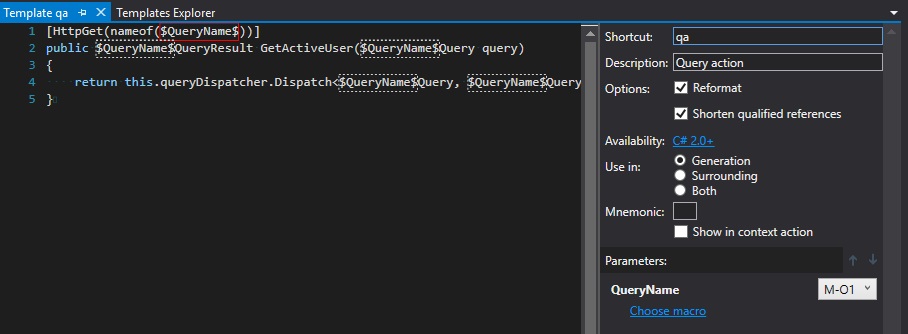 Template qa
Templates Explorer
1 [HttpGet(nameof($QueryName$))]
2 public $QueryName$QueryResult GetActiveUser($QueryName$Query query)
3 {
4 return this.queryDispatcher.Dispatch<$QueryName$Query, $QueryName$Query
5 }
Shortcut: qa
Description: Query action
Options: Reformat
Shorten qualified references
Availability: C# 2.0+
Use in: Generation
Surrounding
Both
Mnemonic:
Show in context action
Parameters:
QueryName M-O1
Choose macro